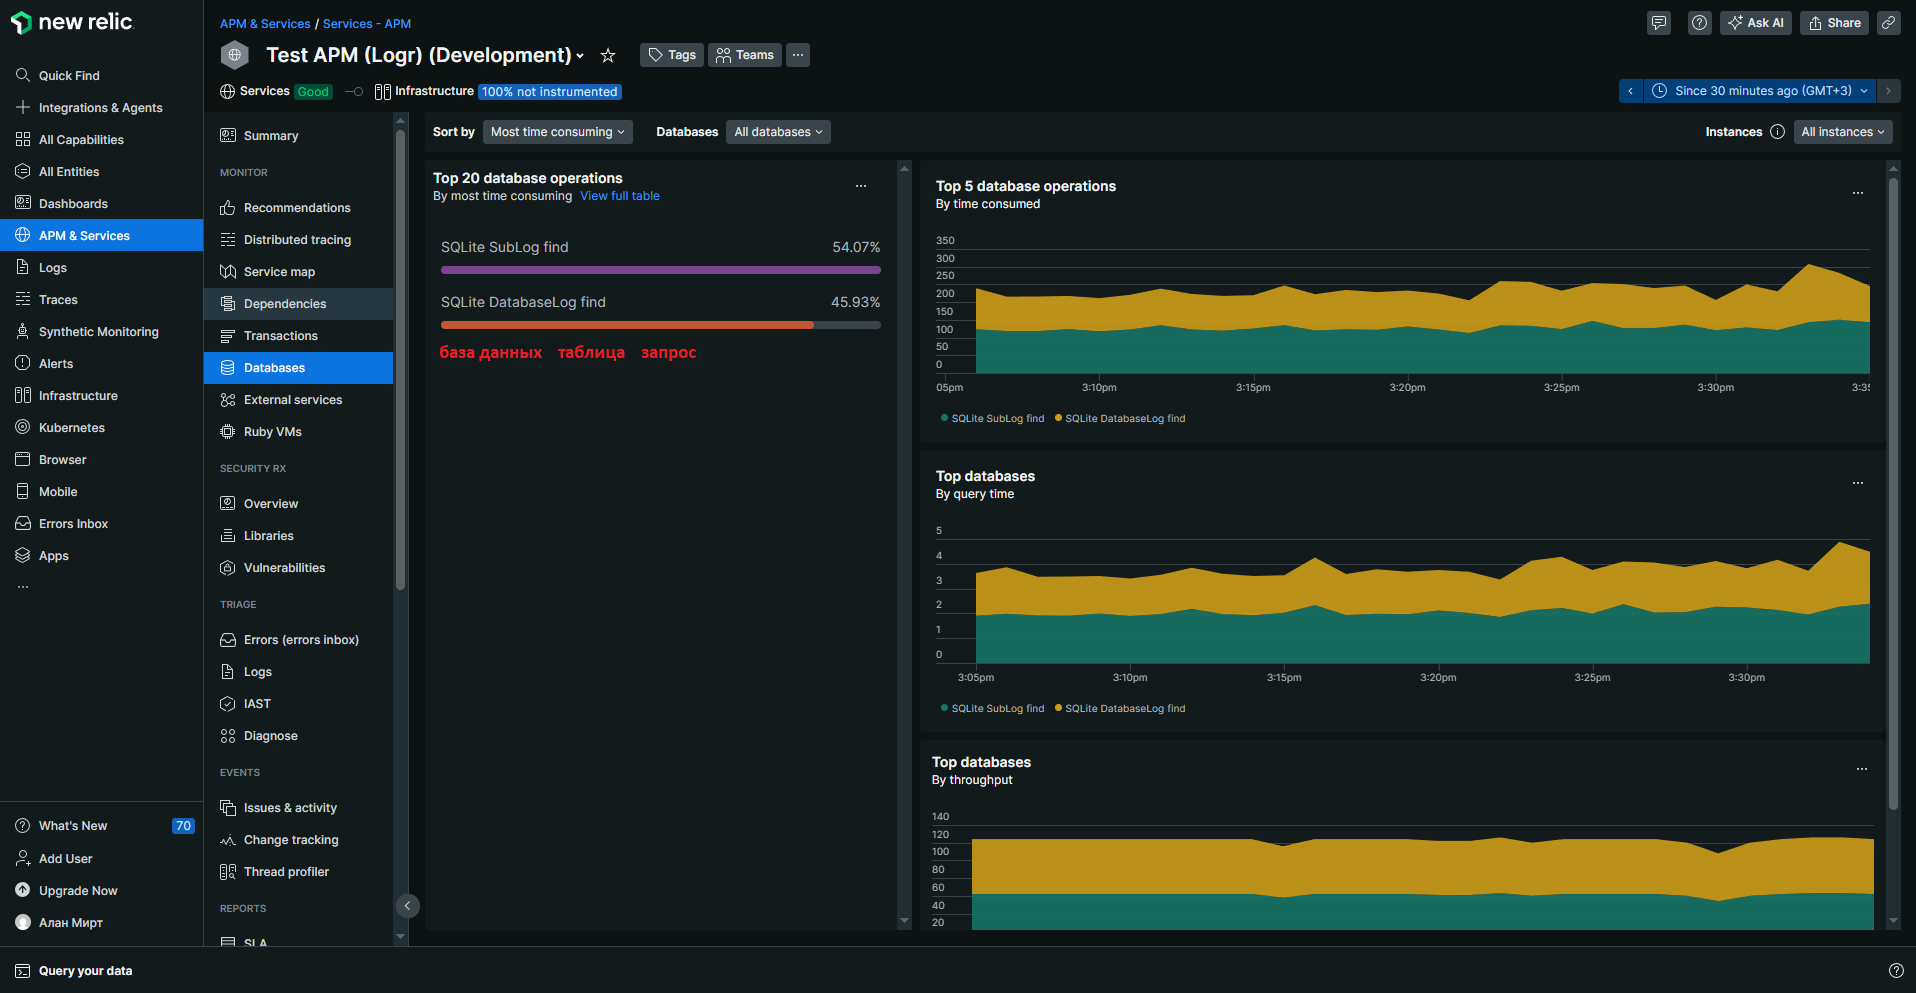 new relic
Quick Find
Integrations & Agents
All Capabilities
All Entities
Dashboards
APM & Services
Logs
Traces
Synthetic Monitoring
Alerts
Infrastructure
Kubernetes
Browser
Mobile
Errors Inbox
Apps
...
What's New 70
Add User
Upgrade Now
Алан Мирт
Query your data
APM & Services / Services - APM
Test APM (Logr) (Development)
Tags
Teams
...
Ask AI
Share
Services Good
Infrastructure 100% not instrumented
Since 30 minutes ago (GMT+3)
Summary
MONITOR
Recommendations
Distributed tracing
Service map
Dependencies
Transactions
Databases
External services
Ruby VMs
SECURITY RX
Overview
Libraries
Vulnerabilities
TRIAGE
Errors (errors inbox)
Logs
IAST
Diagnose
EVENTS
Issues & activity
Change tracking
Thread profiler
REPORTS
SLA
Sort by Most time consuming Databases All databases
Instances All instances
Top 20 database operations
By most time consuming View full table
...
SQLite SubLog find 54.07%
SQLite DatabaseLog find 45.93%
база данных таблица запрос
Top 5 database operations
By time consumed
...
350
300
250
200
150
100
50
0
05pm 3:10pm 3:15pm 3:20pm 3:25pm 3:30pm 3:35
SQLite SubLog find SQLite DatabaseLog find
Top databases
By query time
...
5
4
3
2
1
0
3:05pm 3:10pm 3:15pm 3:20pm 3:25pm 3:30pm
SQLite SubLog find SQLite DatabaseLog find
Top databases
By throughput
...
140
120
100
80
60
40
20